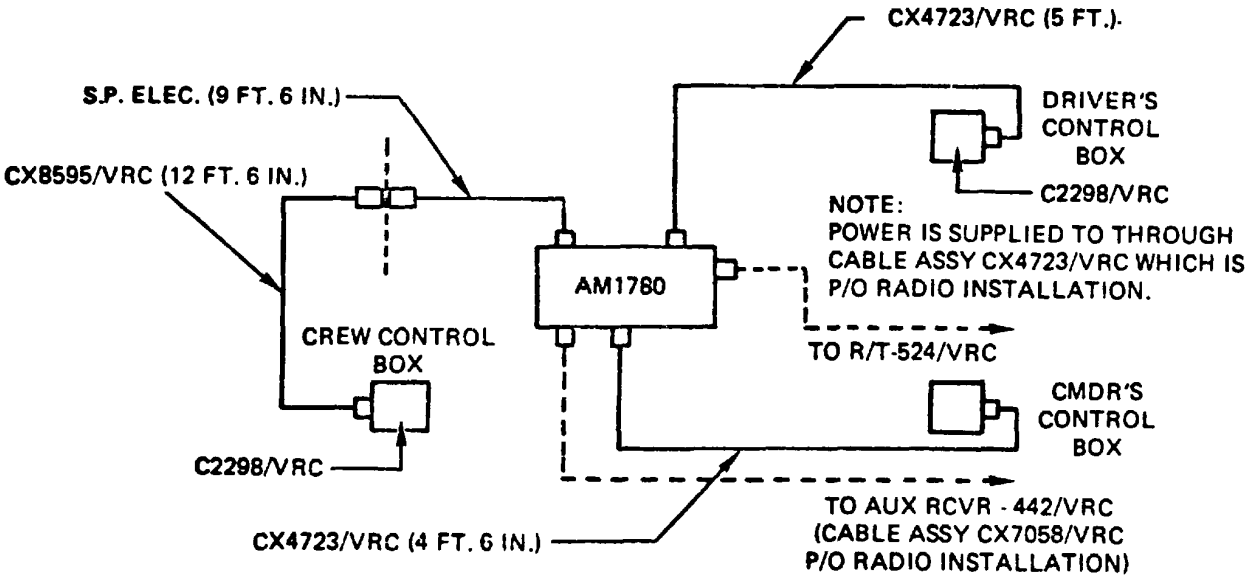 CX4723/VRC (5 FT.).
S.P. ELEC. (9 FT. 6 IN.)
DRIVER'S
CONTROL
BOX
CX8595/VRC (12 FT. 6 IN.)
C2298/VRC
NOTE:
POWER IS SUPPLIED TO THROUGH
CABLE ASSY CX4723/VRC WHICH IS
P/O RADIO INSTALLATION.
AM1780
CREW CONTROL
BOX
TO R/T-524/VRC
CMDR'S
CONTROL
BOX
C2298/VRC
TO AUX RCVR - 442/VRC
(CABLE ASSY CX7058/VRC
P/O RADIO INSTALLATION)
CX4723/VRC (4 FT. 6 IN.)